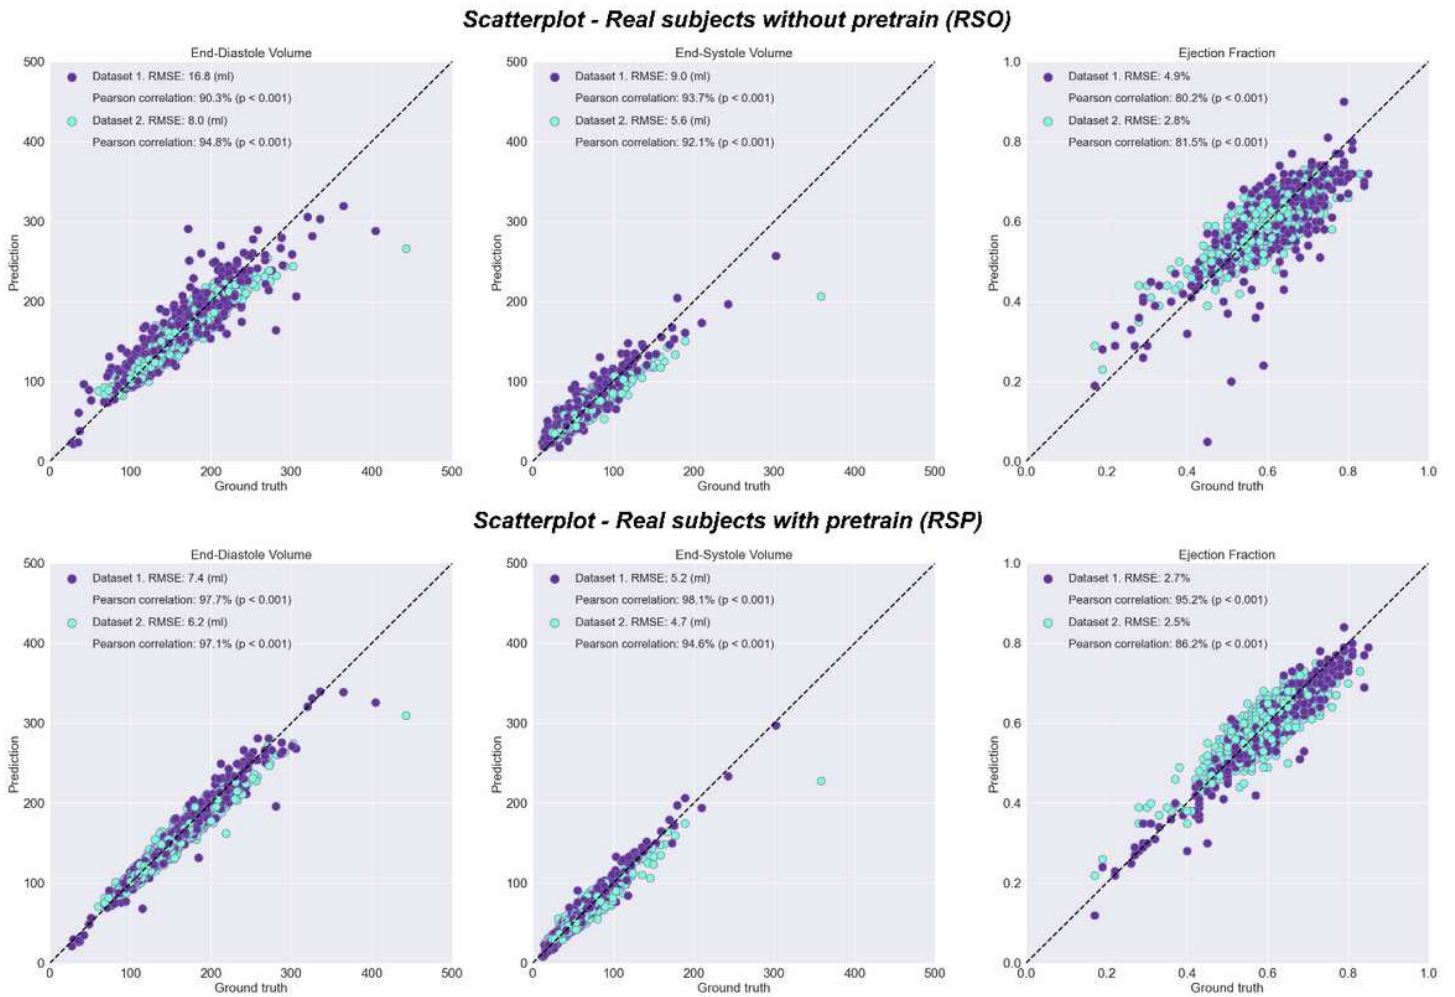 Scatterplot - Real subjects without pretrain (RSO)
End-Diastole Volume
500
Dataset 1. RMSE: 16.8 (ml)
Pearson correlation: 90.3% (p < 0.001)
Dataset 2. RMSE: 8.0 (ml)
Pearson correlation: 94.8% (p < 0.001)
400
300
Prediction
200
100
0
0 100 200 300 400 500
Ground truth
End-Systole Volume
500
Dataset 1. RMSE: 9.0 (ml)
Pearson correlation: 93.7% (p < 0.001)
Dataset 2. RMSE: 5.6 (ml)
Pearson correlation: 92.1% (p < 0.001)
400
300
Prediction
200
100
0
0 100 200 300 400 500
Ground truth
Ejection Fraction
1.0
Dataset 1. RMSE: 4.9%
Pearson correlation: 80.2% (p < 0.001)
Dataset 2. RMSE: 2.8%
Pearson correlation: 81.5% (p < 0.001)
0.8
0.6
Prediction
0.4
0.2
0.0
0.0 0.2 0.4 0.6 0.8 1.0
Ground truth
Scatterplot - Real subjects with pretrain (RSP)
End-Diastole Volume
500
Dataset 1. RMSE: 7.4 (ml)
Pearson correlation: 97.7% (p < 0.001)
Dataset 2. RMSE: 6.2 (ml)
Pearson correlation: 97.1% (p < 0.001)
400
300
Prediction
200
100
0
0 100 200 300 400 500
Ground truth
End-Systole Volume
500
Dataset 1. RMSE: 5.2 (ml)
Pearson correlation: 98.1% (p < 0.001)
Dataset 2. RMSE: 4.7 (ml)
Pearson correlation: 94.6% (p < 0.001)
400
300
Prediction
200
100
0
0 100 200 300 400 500
Ground truth
Ejection Fraction
1.0
Dataset 1. RMSE: 2.7%
Pearson correlation: 95.2% (p < 0.001)
Dataset 2. RMSE: 2.5%
Pearson correlation: 86.2% (p < 0.001)
0.8
0.6
Prediction
0.4
0.2
0.0
0.0 0.2 0.4 0.6 0.8 1.0
Ground truth